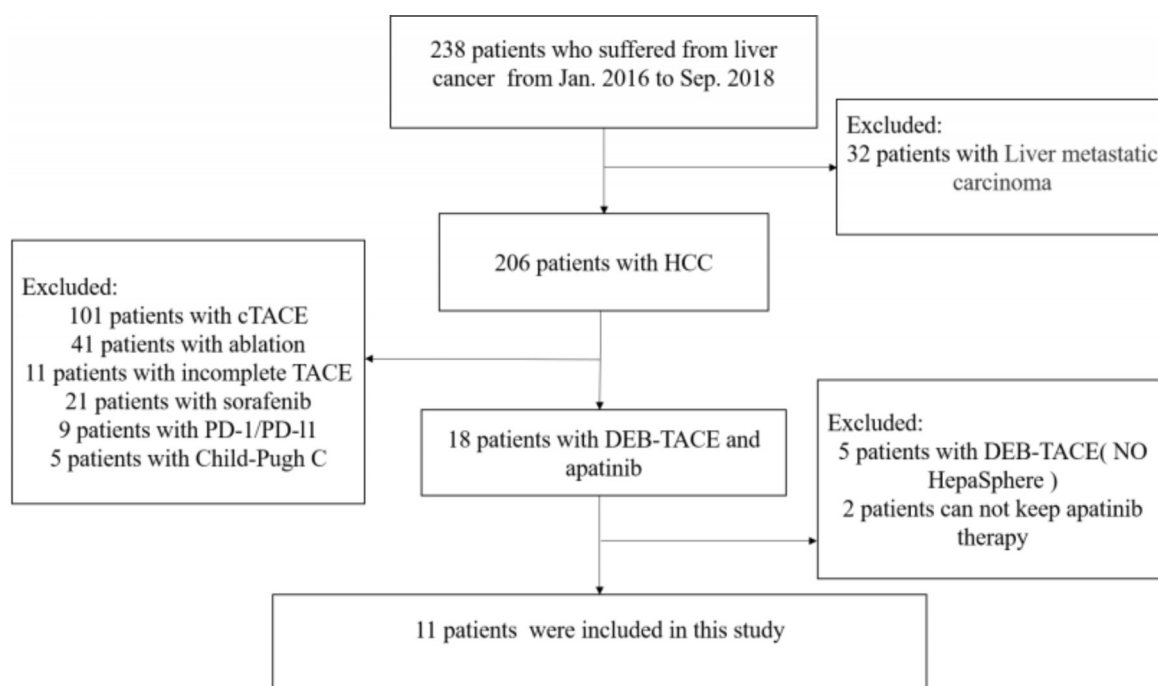 238 patients who suffered from liver
cancer from Jan. 2016 to Sep. 2018
Excluded:
32 patients with Liver metastatic
carcinoma
206 patients with HCC
Excluded:
101 patients with cTACE
41 patients with ablation
11 patients with incomplete TACE
21 patients with sorafenib
9 patients with PD-1/PD-l1
5 patients with Child-Pugh C
18 patients with DEB-TACE and
apatinib
Excluded:
5 patients with DEB-TACE( NO
HepaSphere )
2 patients can not keep apatinib
therapy
11 patients were included in this study